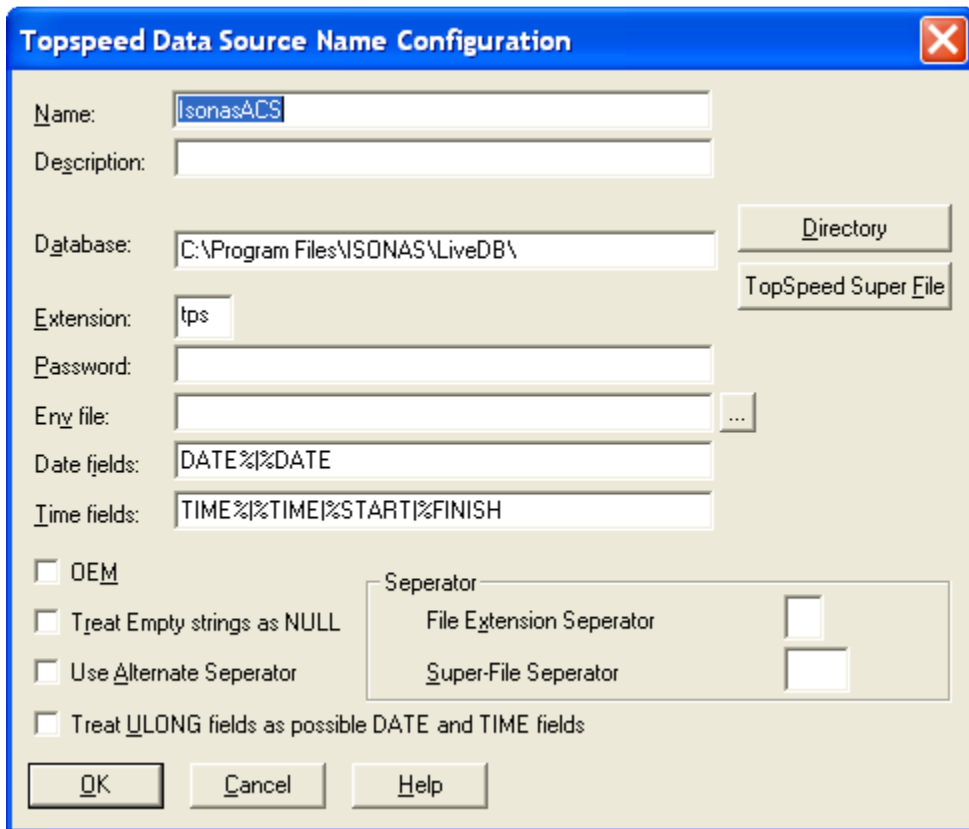 Topspeed Data Source Name Configuration
Name: IsonasACS
Description:
Database: C:\Program Files\ISONAS\LiveDB\
Directory
TopSpeed Super File
Extension: tps
Password:
Env file: ...
Date fields: DATE%|%DATE
Time fields: TIME%|%TIME|%START|%FINISH
OEM
Treat Empty strings as NULL
Use Alternate Seperator
Seperator
File Extension Seperator
Super-File Seperator
Treat ULONG fields as possible DATE and TIME fields
OK Cancel Help